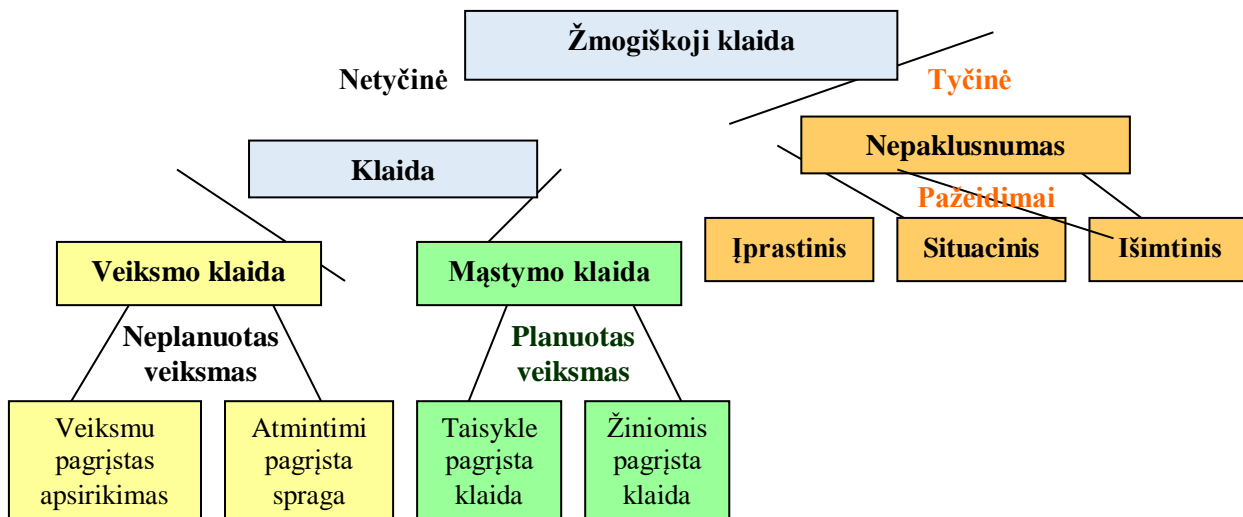 Žmogiškoji klaida
Netyčinė
Tyčinė
Klaida
Nepaklusnumas
Pažeidimai
Įprastinis
Situacinis
Išimtinis
Veiksmo klaida
Mąstymo klaida
Neplanuotas
veiksmas
Planuotas
veiksmas
Veiksmu
pagrįstas
apsirikimas
Atmintimi
pagrįsta
spraga
Taisykle
pagrįsta
klaida
Žiniomis
pagrįsta
klaida